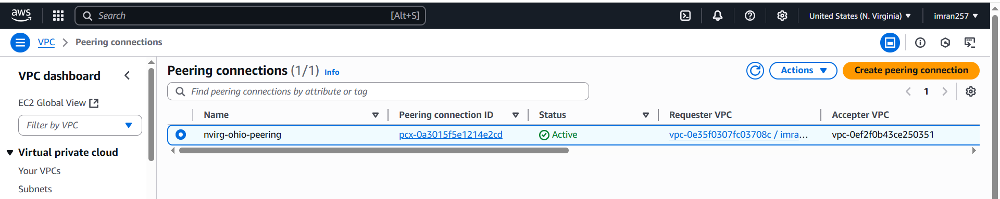 aws
Search [Alt+S]
United States (N. Virginia)
imran257
VPC > Peering connections
VPC dashboard
EC2 Global View
Filter by VPC
Virtual private cloud
Your VPCs
Subnets
Peering connections (1/1) Info
Actions
Create peering connection
Find peering connections by attribute or tag
1
Name Peering connection ID Status Requester VPC Accepter VPC
nvirg-ohio-peering pcx-0a3015f5e1214e2cd Active vpc-0e35f0307fc03708c / imra... vpc-0ef2f0b43ce250351